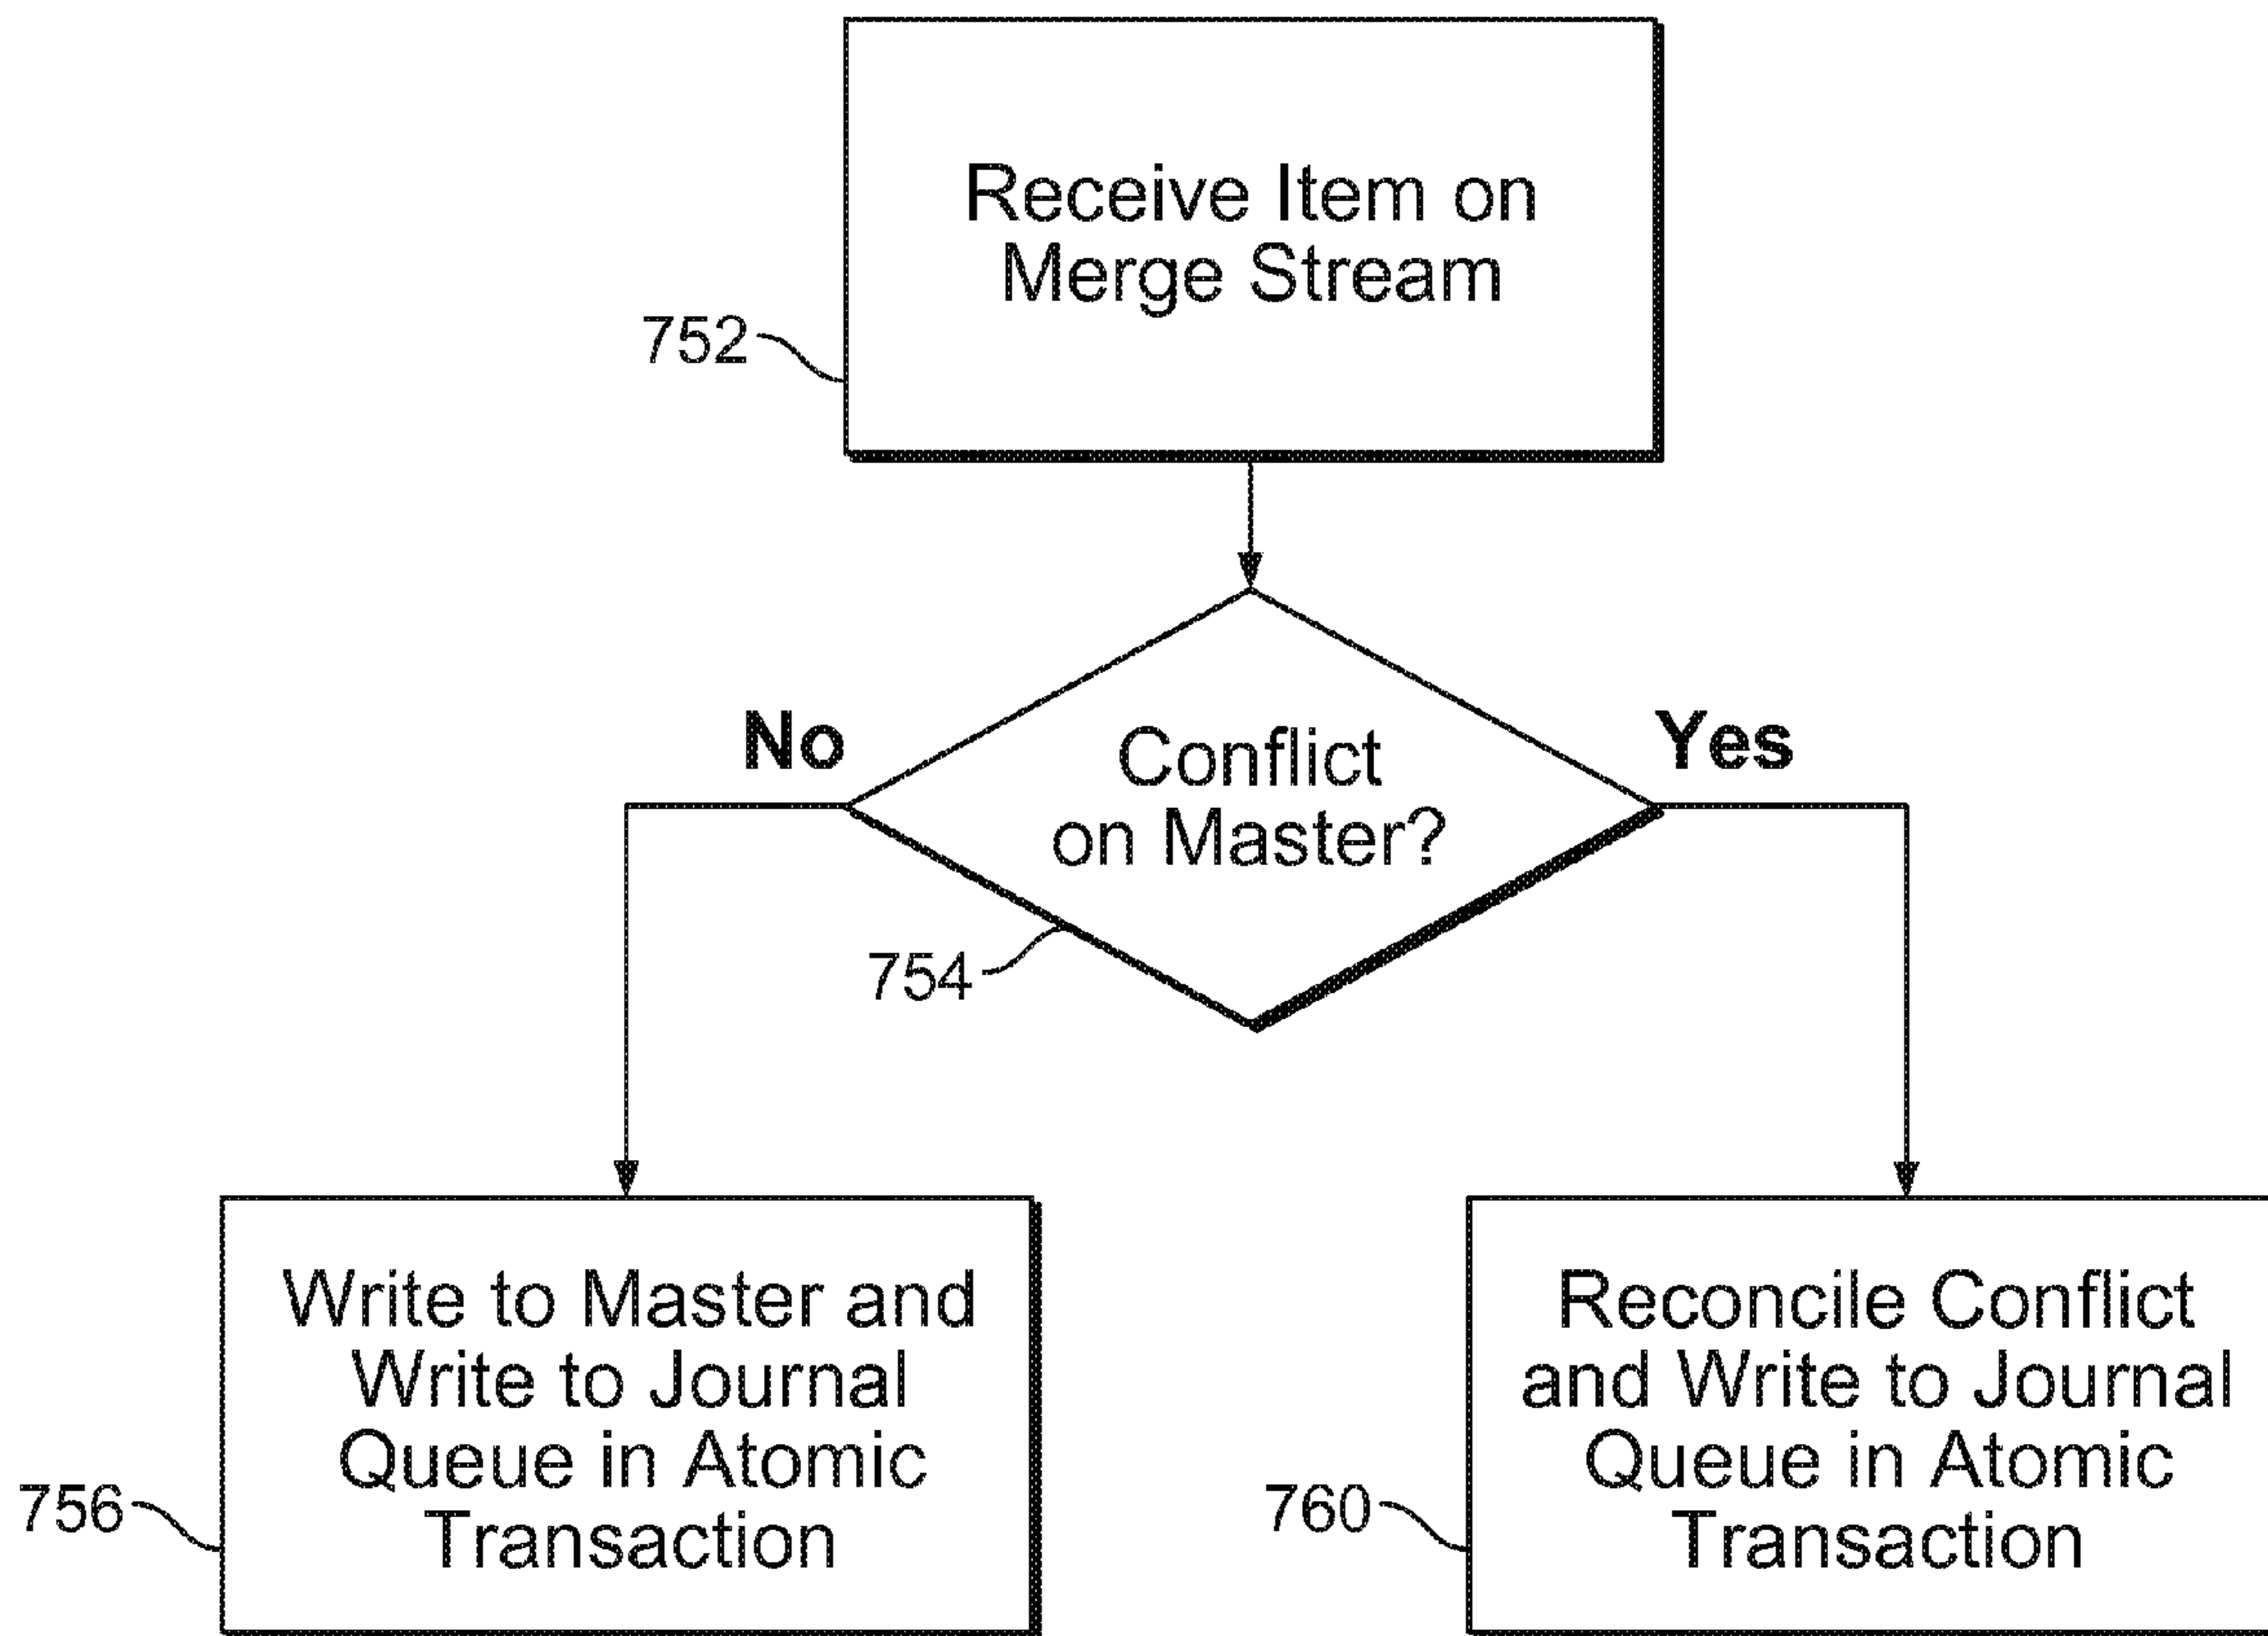 Receive Item on
Merge Stream
752
No
Yes
Conflict
on Master?
754
Write to Master and
Write to Journal
Queue in Atomic
Transaction
756
Reconcile Conflict
and Write to Journal
Queue in Atomic
Transaction
760